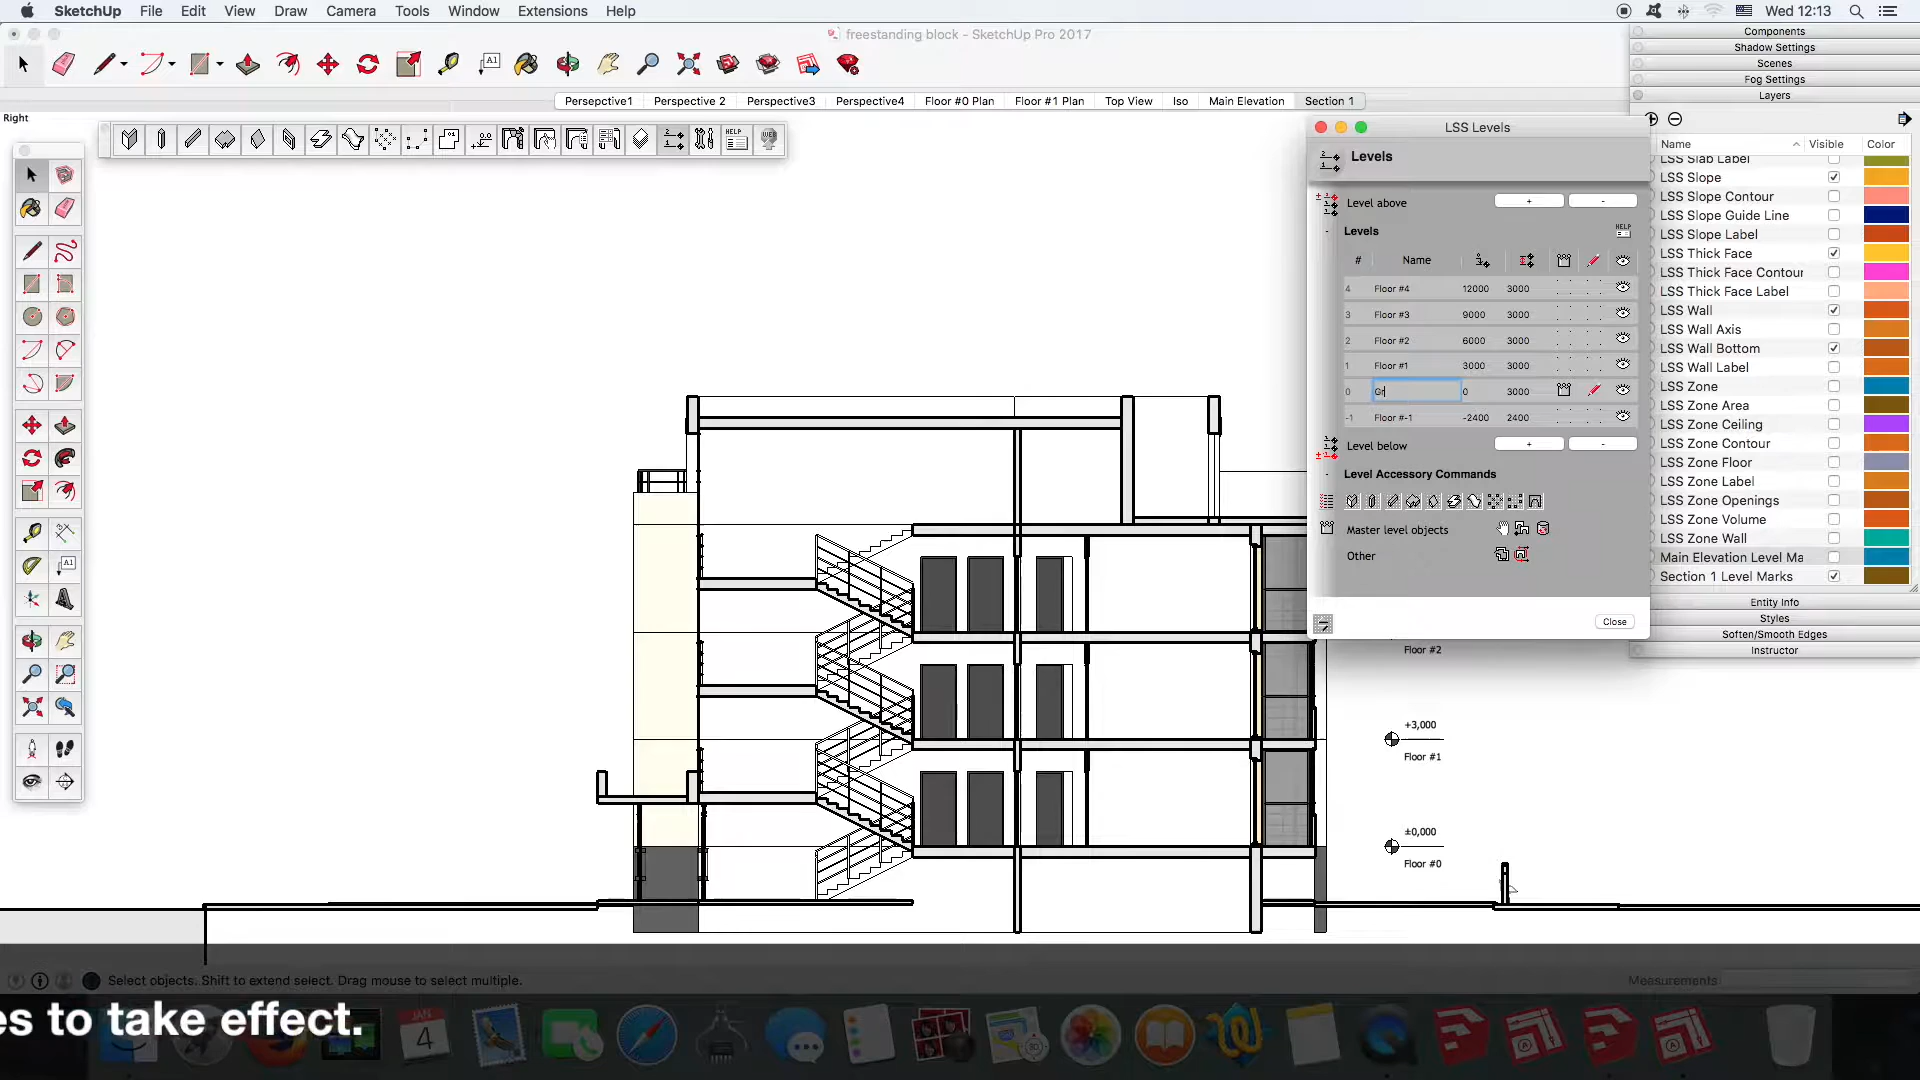 SketchUp File Edit View Draw Camera Tools Window Extensions Help Wed 12:13
freestanding block - SketchUp Pro 2017
A1
Persepctive1 Perspective 2 Perspective3 Perspective4 Floor #0 Plan Floor #1 Plan Top View Iso Main Elevation Section 1
Right
HELP
A1
Components
Shadow Settings
Scenes
Fog Settings
Layers
Name Visible Color
LSS Slab Label
LSS Slope
LSS Slope Contour
LSS Slope Guide Line
LSS Slope Label
LSS Thick Face
LSS Thick Face Contour
LSS Thick Face Label
LSS Wall
LSS Wall Axis
LSS Wall Bottom
LSS Wall Label
LSS Zone
LSS Zone Area
LSS Zone Ceiling
LSS Zone Contour
LSS Zone Floor
LSS Zone Label
LSS Zone Openings
LSS Zone Volume
LSS Zone Wall
Main Elevation Level Ma
Section 1 Level Marks
Entity Info
Styles
Soften/Smooth Edges
Instructor
LSS Levels
Levels
Level above + -
- Levels HELP
# Name
4 Floor #4 12000 3000
3 Floor #3 9000 3000
2 Floor #2 6000 3000
1 Floor #1 3000 3000
0 Gr 0 3000
-1 Floor #-1 -2400 2400
Level below + -
- Level Accessory Commands
Master level objects
Other
Close
Floor #2
+3,000
Floor #1
±0,000
Floor #0
Select objects. Shift to extend select. Drag mouse to select multiple. Measurements
es to take effect.
JAN
4